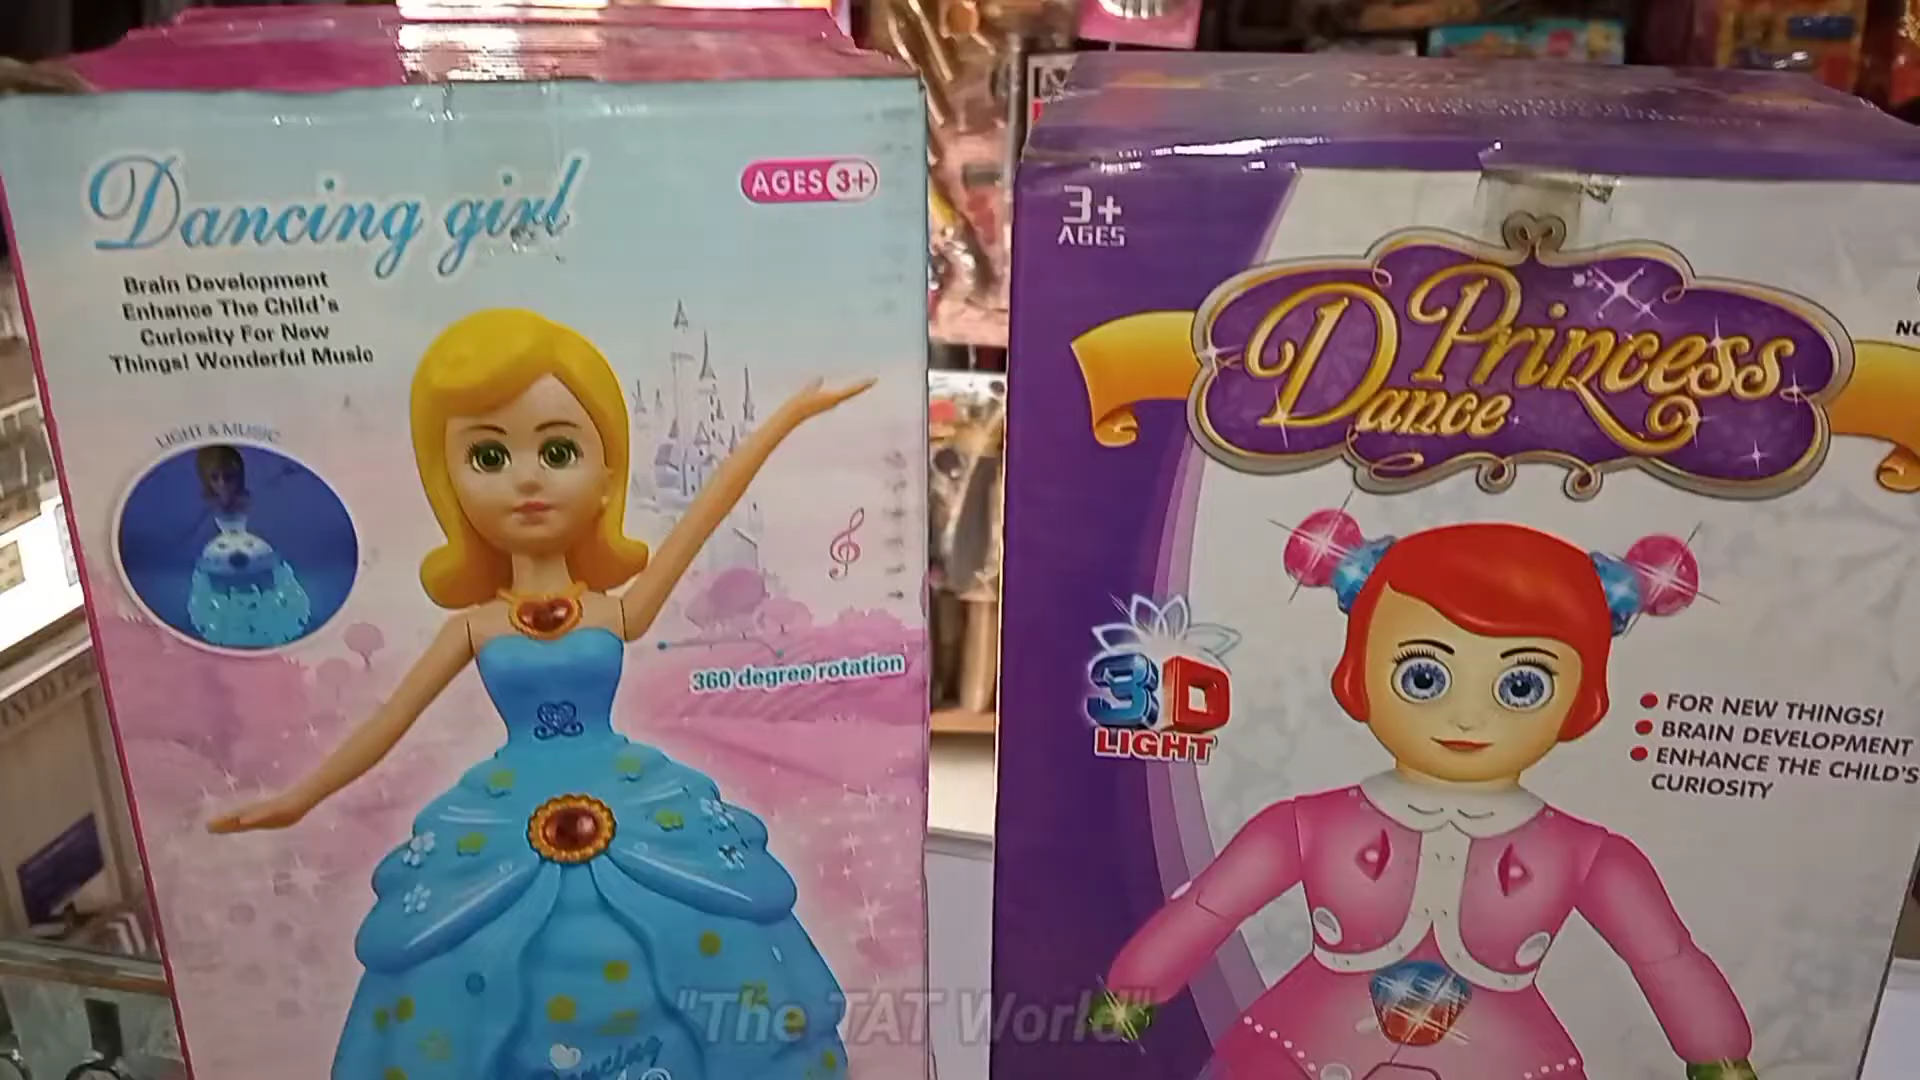 Dancing girl
AGES 3+
Brain Development
Enhance The Child's
Curiosity For New
Things! Wonderful Music
LIGHT & MUSIC
360 degree rotation
Dancing
3+
AGES
Princess
Dance
3D
LIGHT
FOR NEW THINGS!
BRAIN DEVELOPMENT
ENHANCE THE CHILD'S
CURIOSITY
"The TAT World"